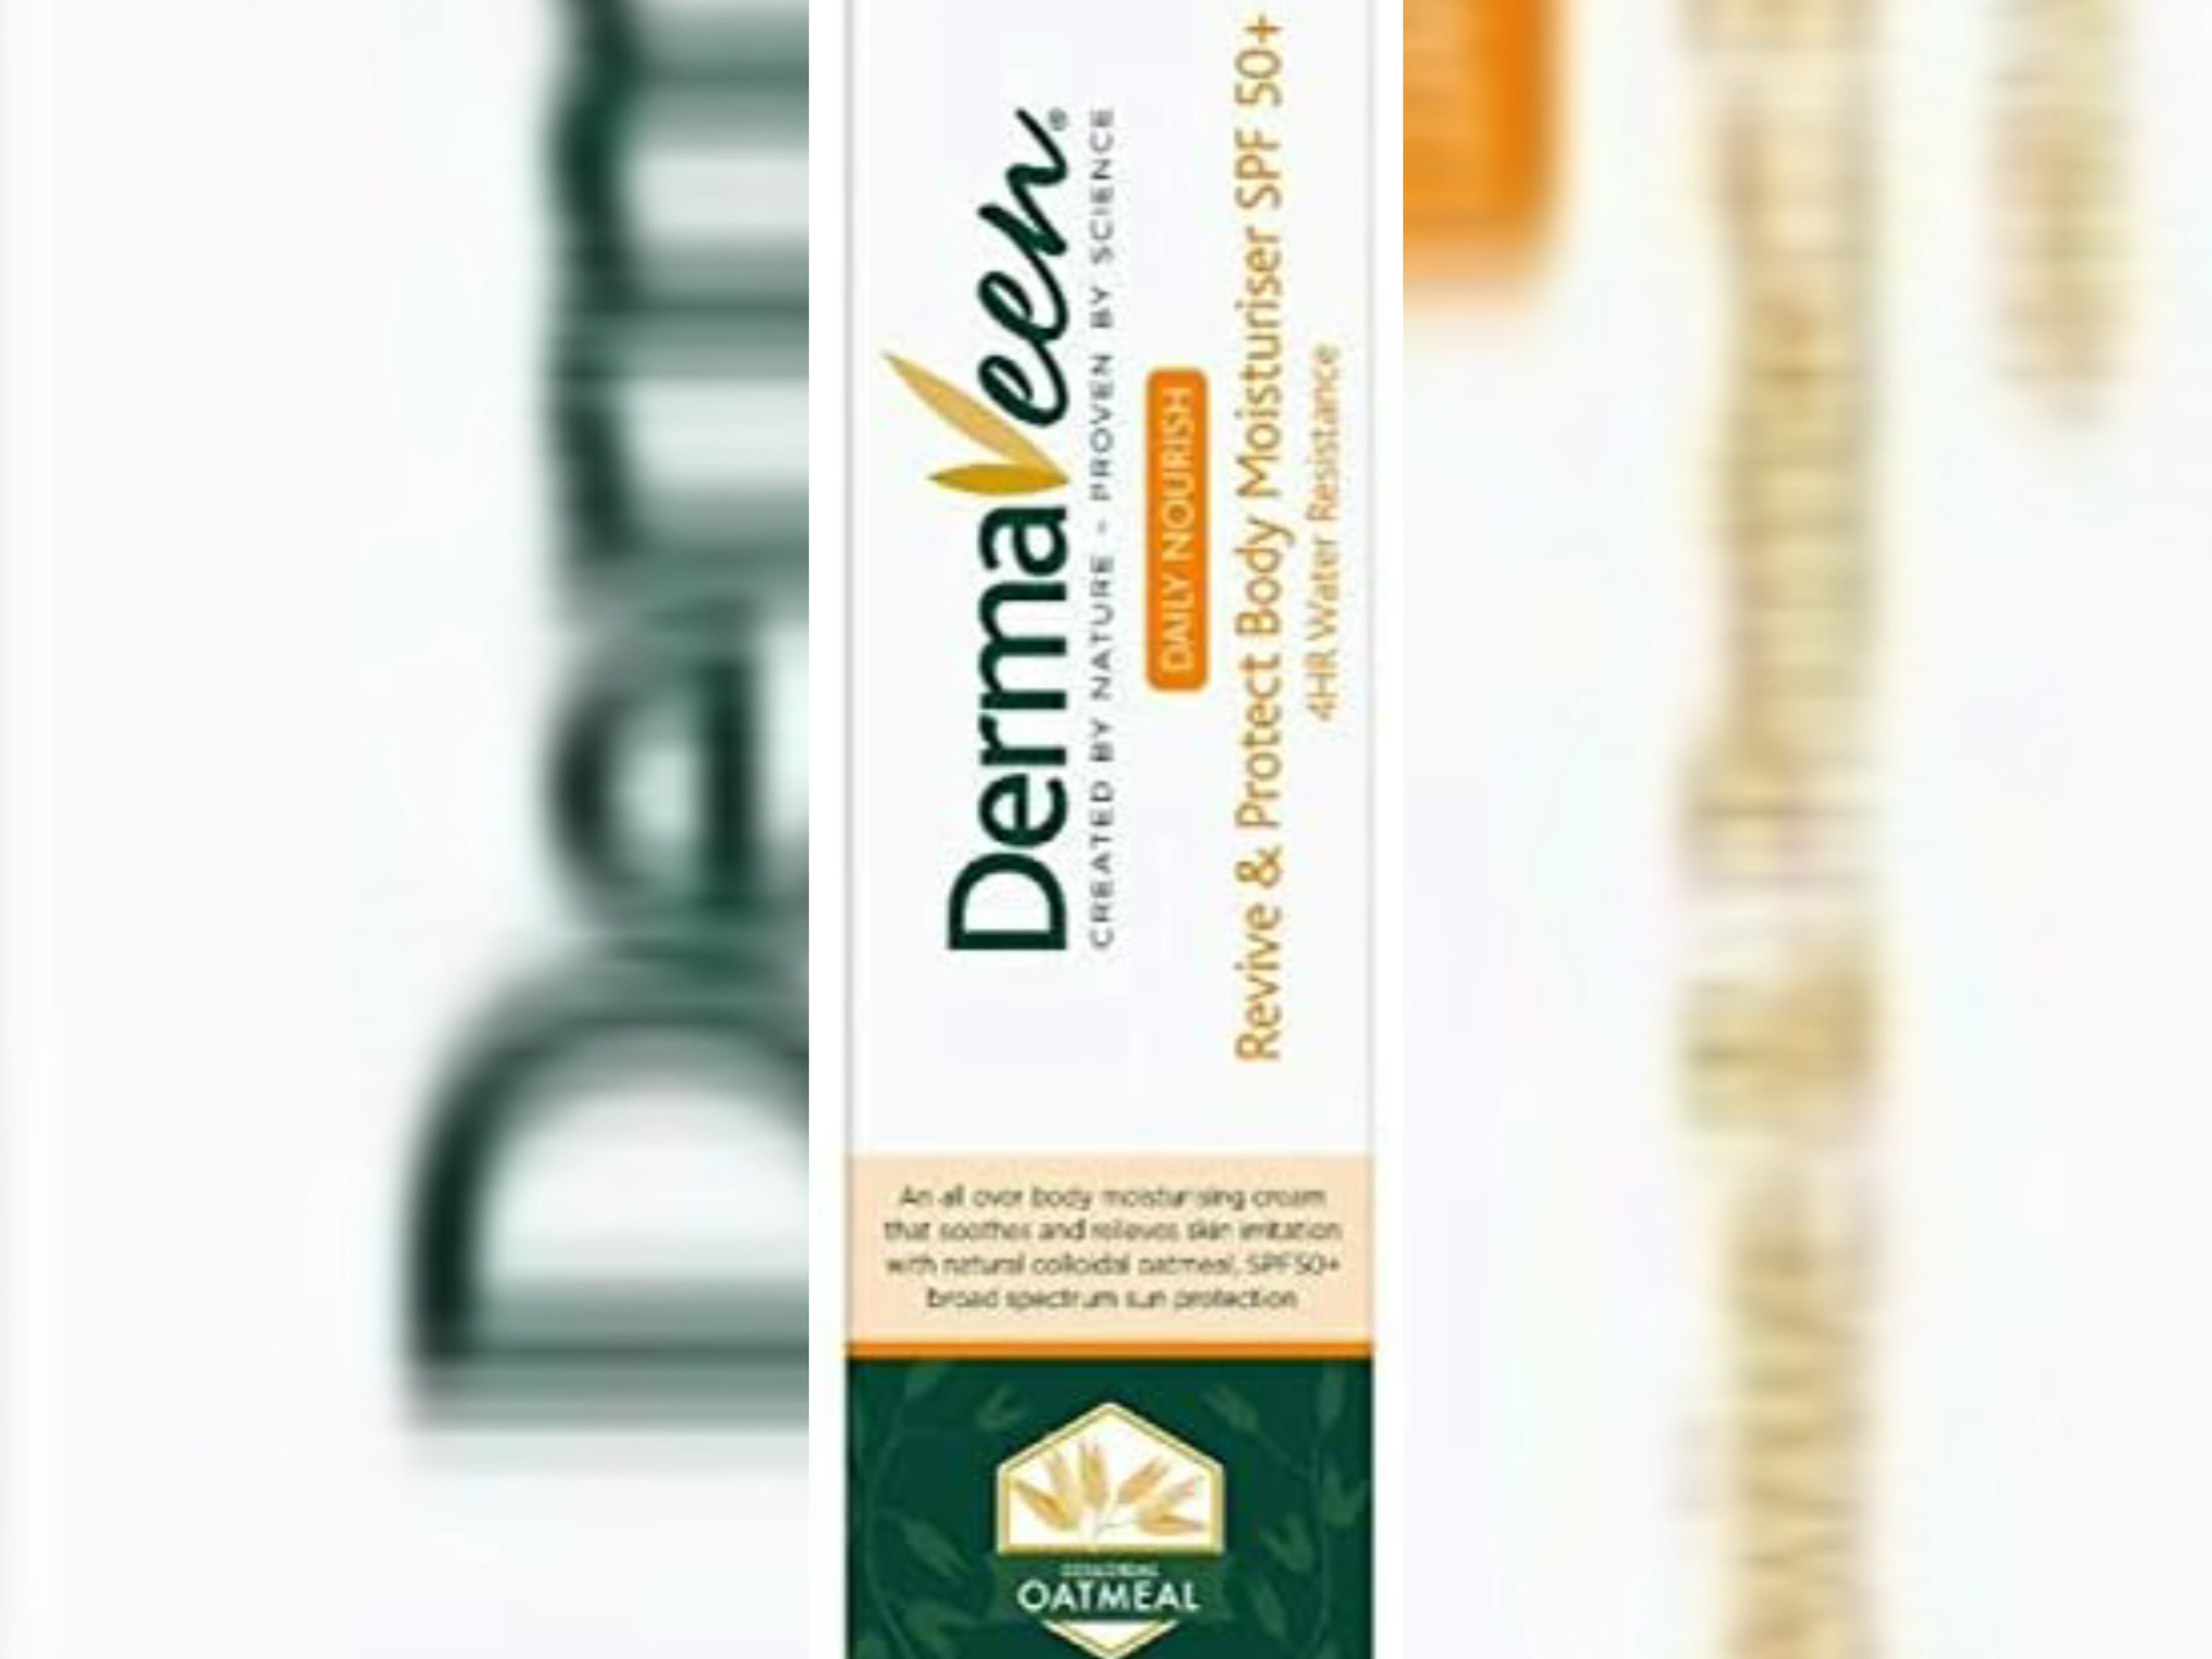 DermaVeen®
CREATED BY NATURE - PROVEN BY SCIENCE
DAILY NOURISH
Revive & Protect Body Moisturiser SPF 50+
4HR Water Resistance
An all over body moisturising cream
that soothes and relieves skin irritation
with natural colloidal oatmeal, SPF50+
broad spectrum sun protection
OATMEAL